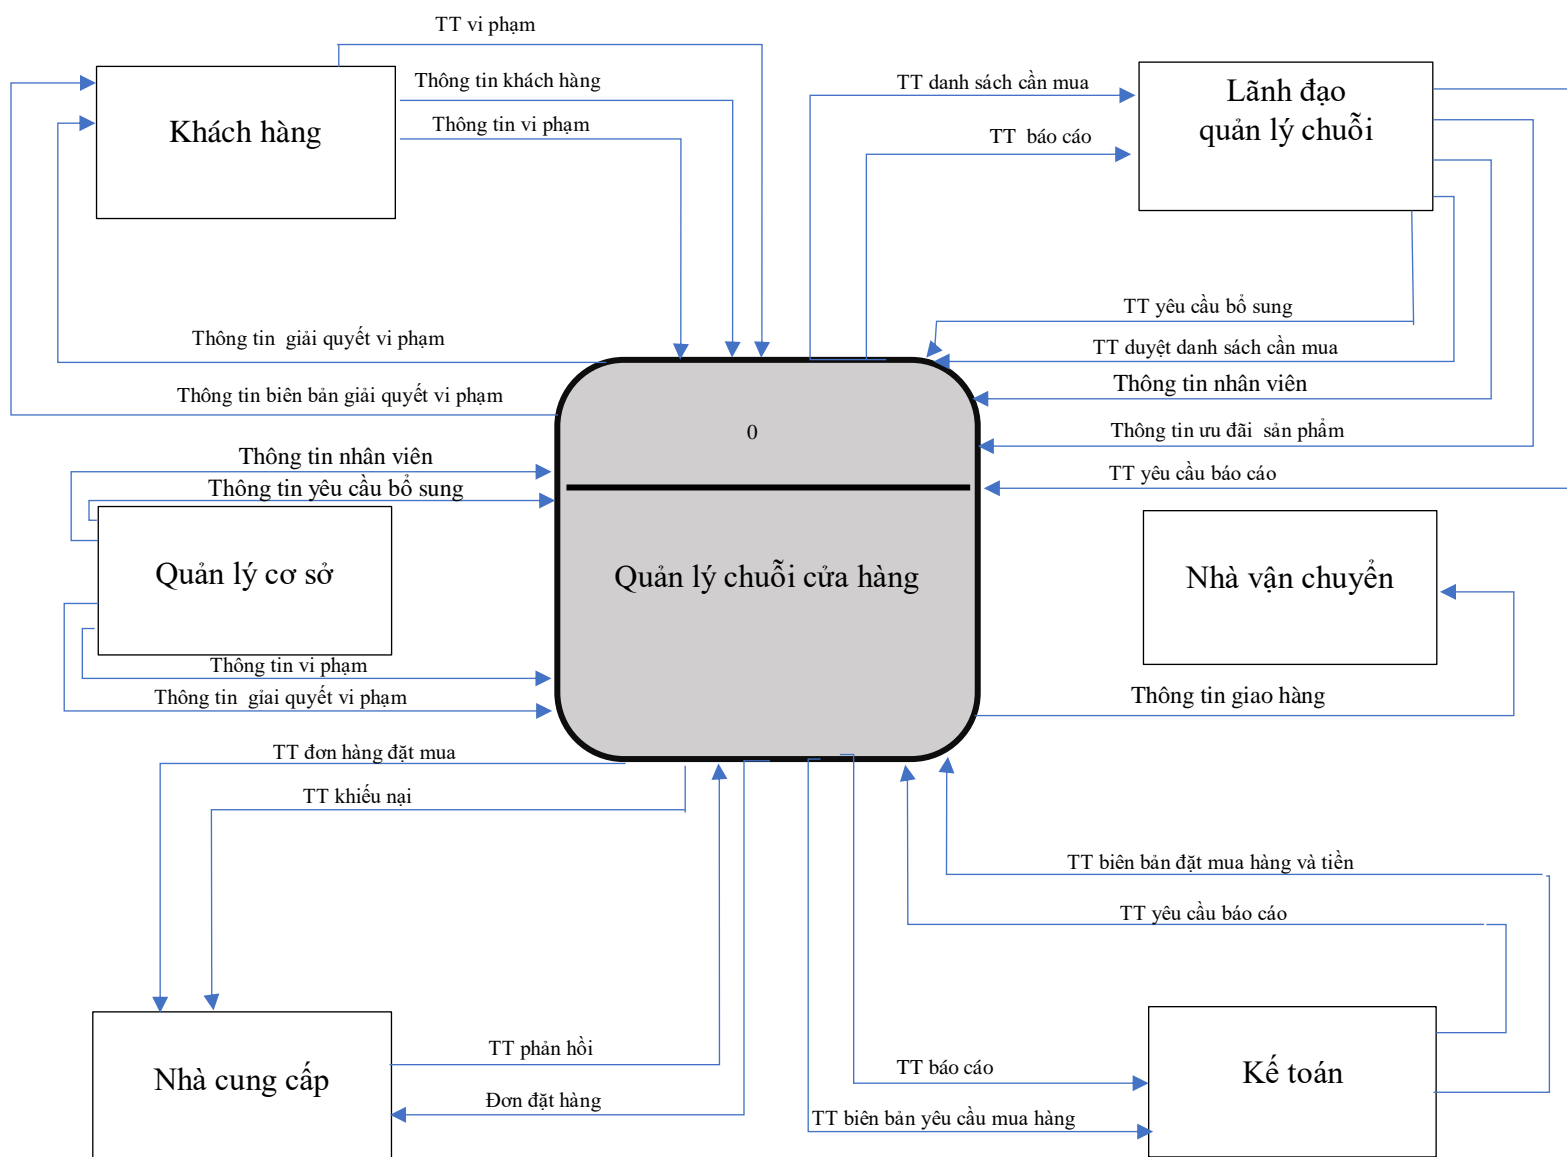 TT vi phạm
Thông tin khách hàng
Thông tin vi phạm
Khách hàng
TT danh sách cần mua
TT báo cáo
Lãnh đạo
quản lý chuỗi
Thông tin giải quyết vi phạm
Thông tin biên bản giải quyết vi phạm
TT yêu cầu bổ sung
TT duyệt danh sách cần mua
Thông tin nhân viên
Thông tin ưu đãi sản phẩm
TT yêu cầu báo cáo
0
Quản lý chuỗi cửa hàng
Thông tin nhân viên
Thông tin yêu cầu bổ sung
Quản lý cơ sở
Thông tin vi phạm
Thông tin giải quyết vi phạm
Nhà vận chuyển
Thông tin giao hàng
TT đơn hàng đặt mua
TT khiếu nại
TT biên bản đặt mua hàng và tiền
TT yêu cầu báo cáo
Nhà cung cấp
TT phản hồi
Đơn đặt hàng
TT báo cáo
TT biên bản yêu cầu mua hàng
Kế toán